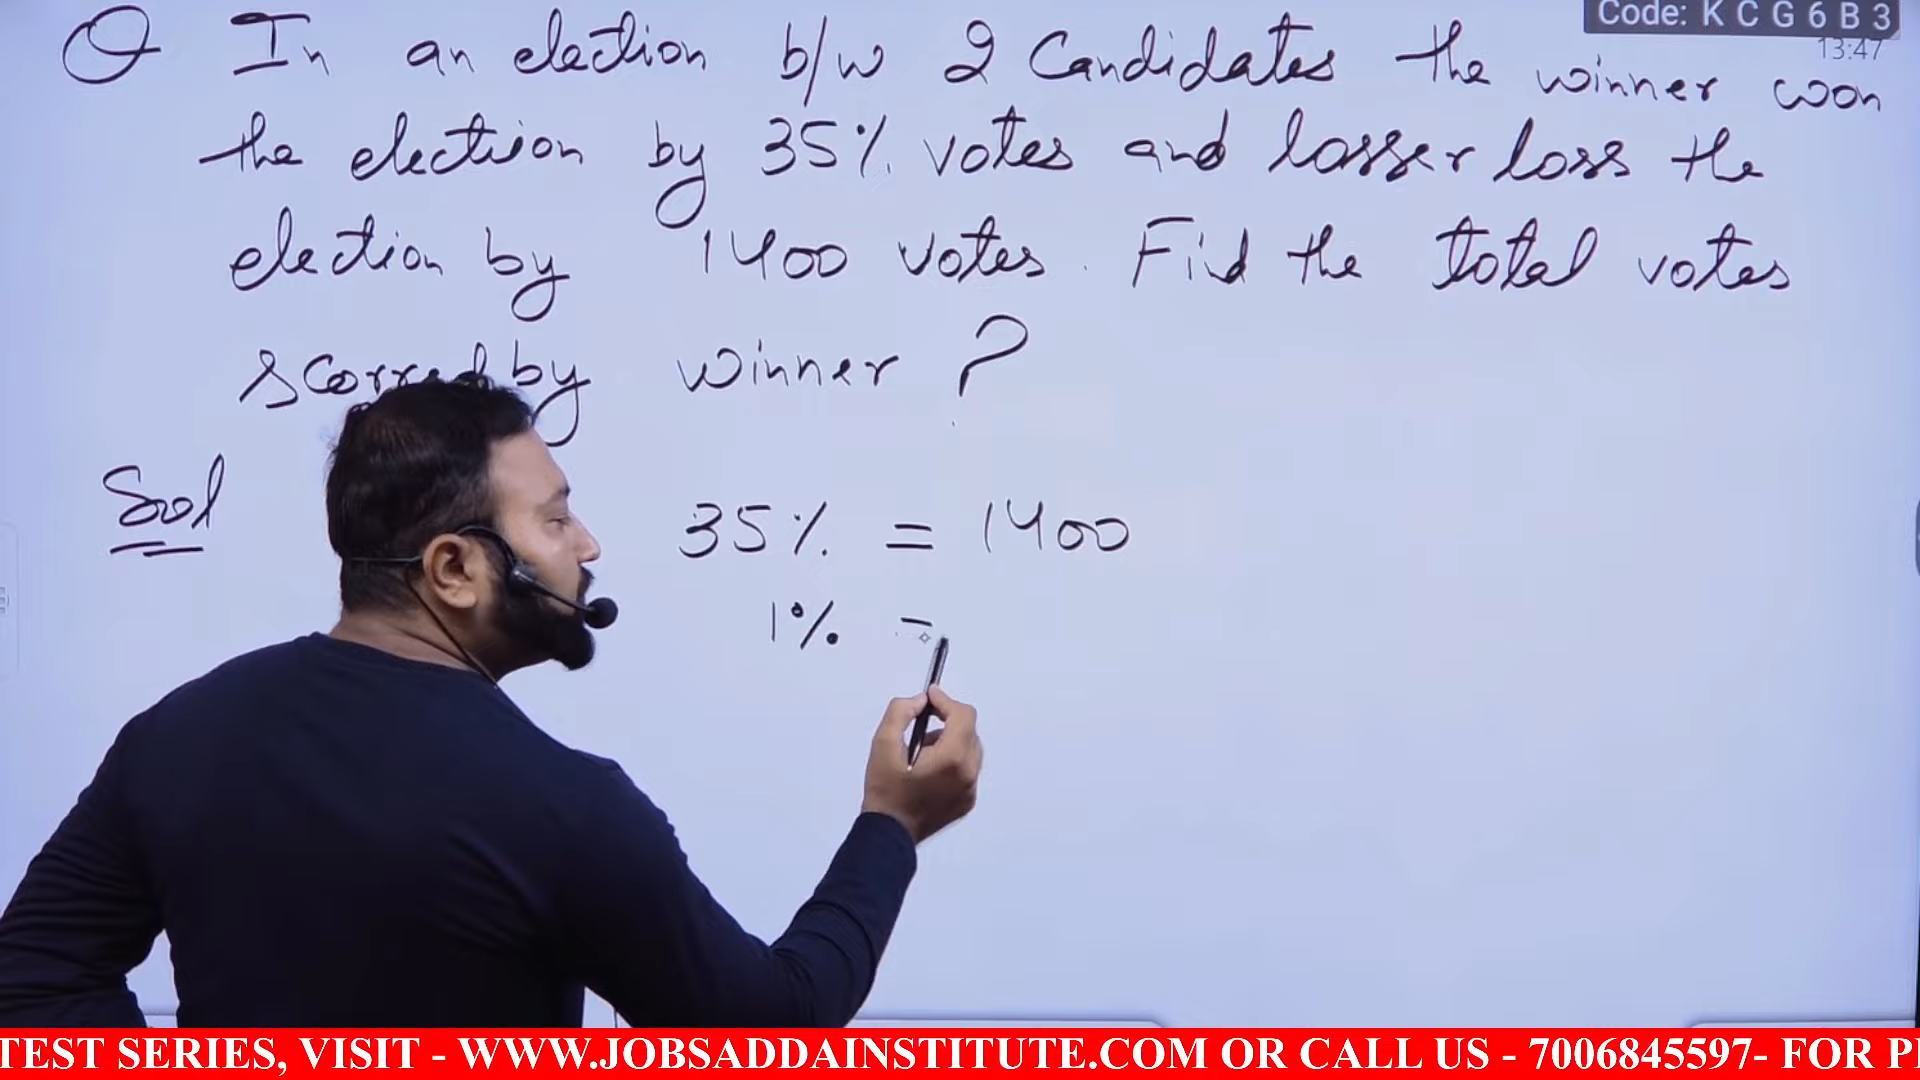 Code: K C G 6 B 3
13:47
Q In an election b/w 2 Candidates the winner won
the election by 35% votes and losser loss the
election by 1400 votes. Find the total votes
scorred by winner ?
Sol
35% = 1400
1% =
TEST SERIES, VISIT - WWW.JOBSADDAINSTITUTE.COM OR CALL US - 7006845597- FOR